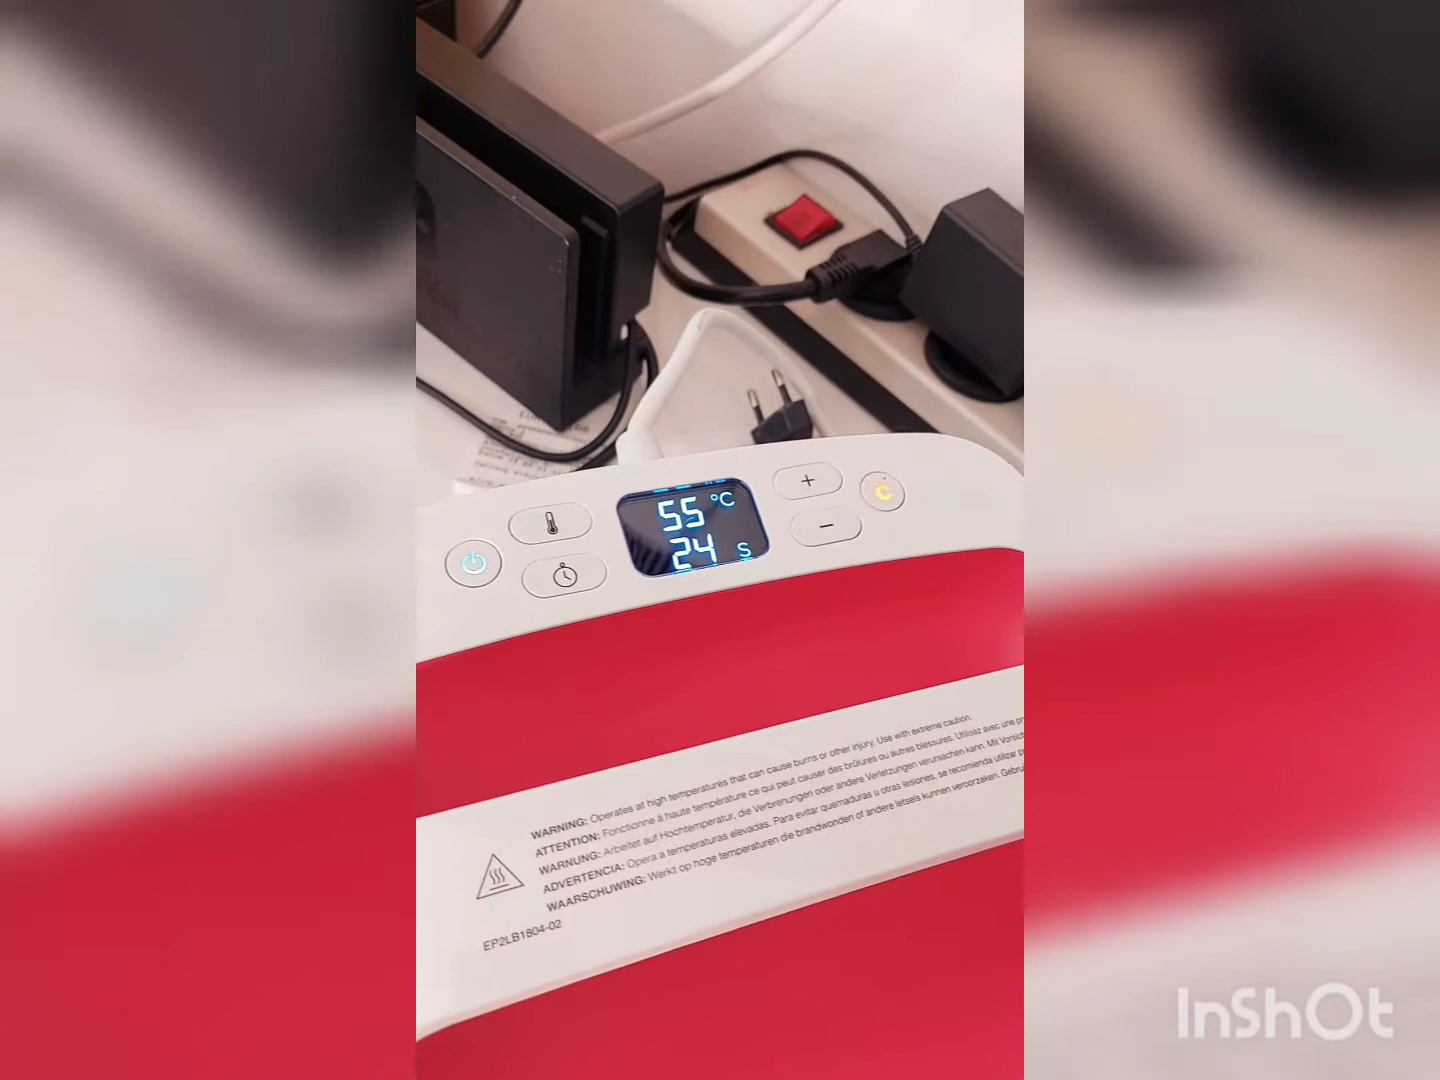 55 °C
24 S
WARNING: Operates at high temperatures that can cause burns or other injury. Use with extreme caution.
ATTENTION: Fonctionne à haute température ce qui peut causer des brûlures ou autres blessures. Utilisez avec une
WARNUNG: Arbeitet auf Hochtemperatur, die Verbrenungen oder andere Verletzungen verursachen kann. Mit
ADVERTENCIA: Opera a temperaturas elevadas. Para evitar quemaduras u otras lesiones, se recomienda utilizar
WAARSCHUWING: Werkt op hoge temperaturen die brandwonden of andere letsels kunnen veroorzaken.
EP2LB1804-02
InShOt